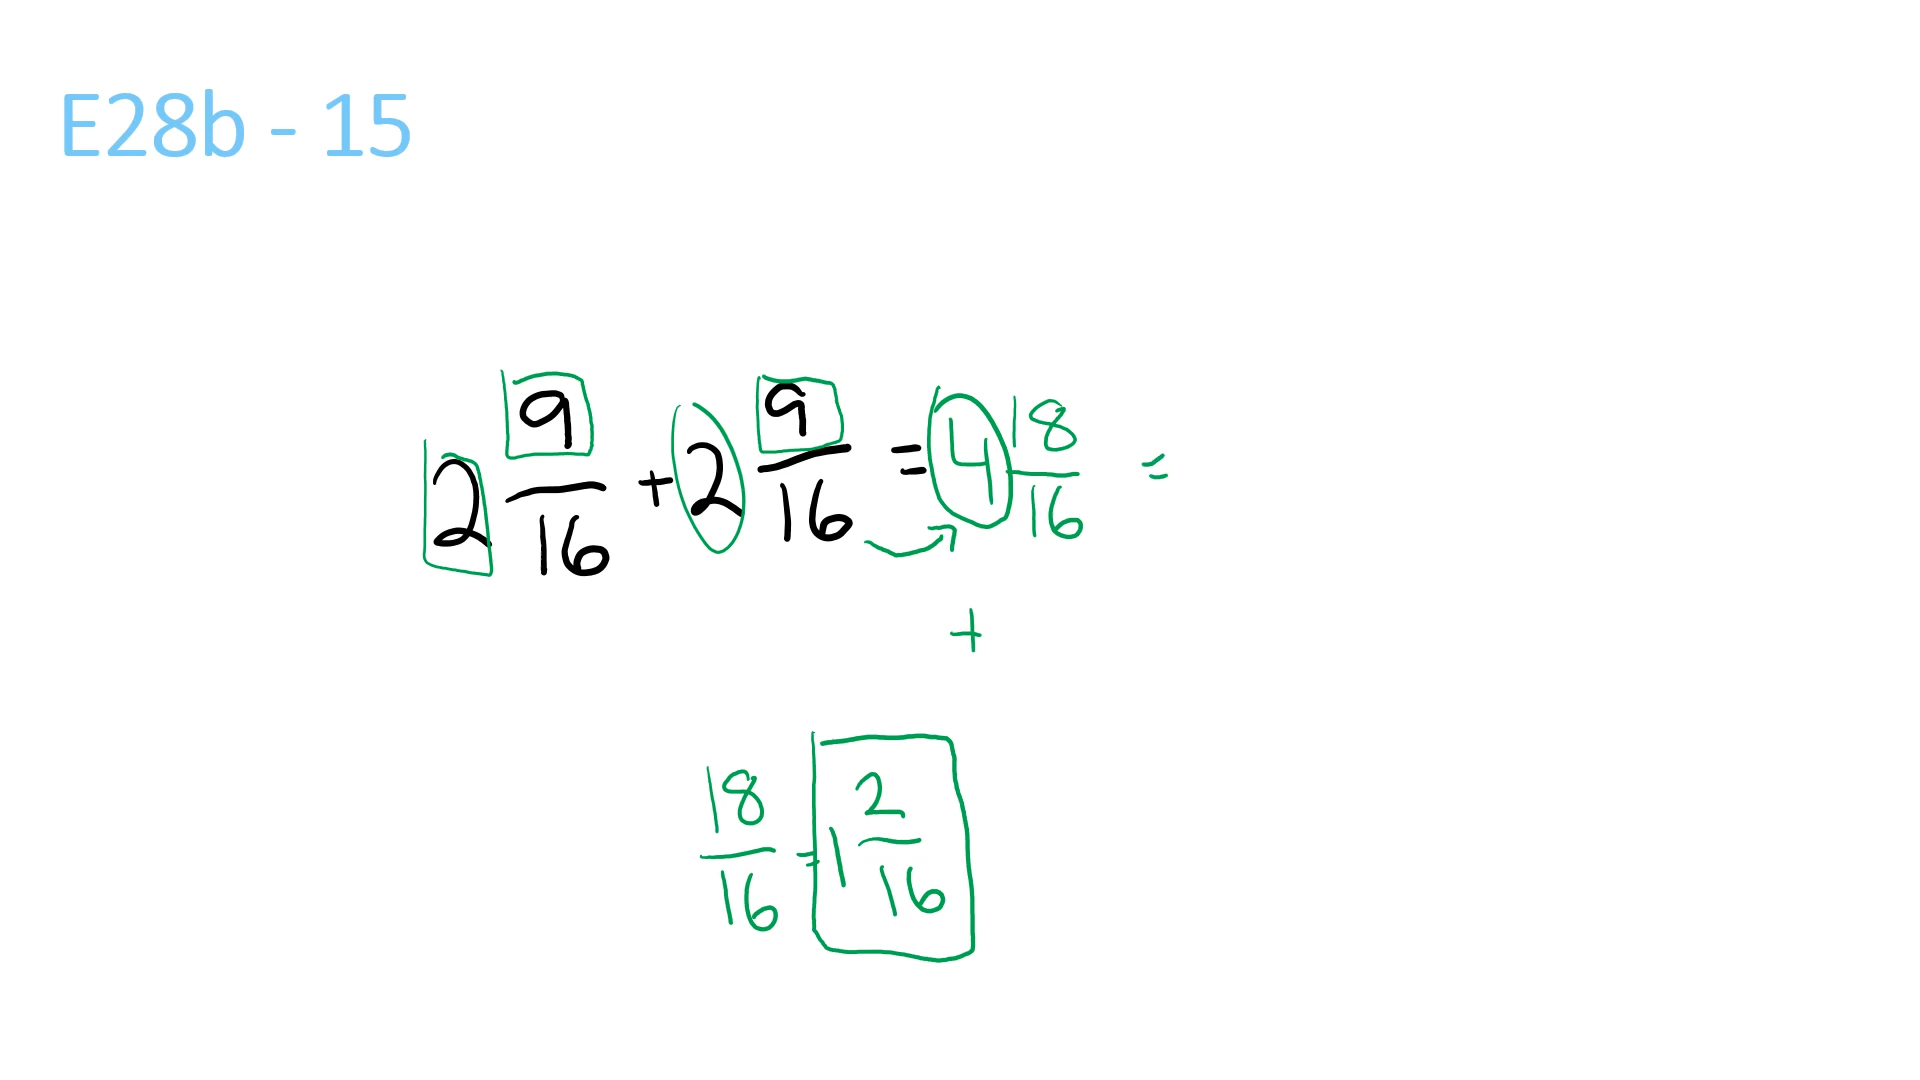 E28b - 15
2 9/16 + 2 9/16 = 4 18/16 =
+
18/16 = 1 2/16